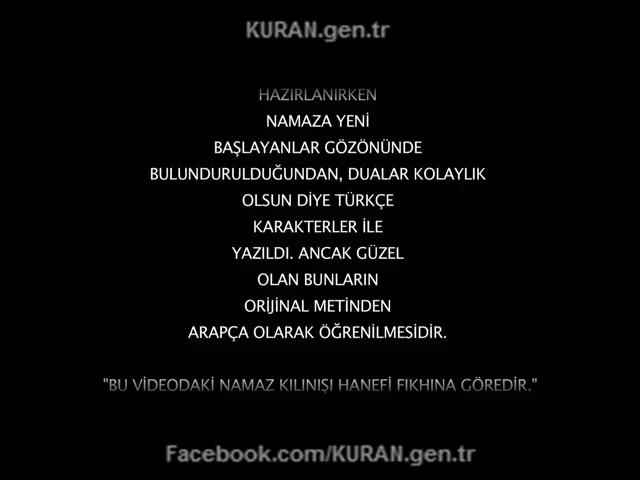 KURAN.gen.tr
HAZIRLANIRKEN
NAMAZA YENİ
BAŞLAYANLAR GÖZÖNÜNDE
BULUNDURULDUĞUNDAN, DUALAR KOLAYLIK
OLSUN DİYE TÜRKÇE
KARAKTERLER İLE
YAZILDI. ANCAK GÜZEL
OLAN BUNLARIN
ORİJİNAL METİNDEN
ARAPÇA OLARAK ÖĞRENİLMESİDİR.
"BU VİDEODAKİ NAMAZ KILINIŞI HANEFİ FIKHINA GÖREDİR."
Facebook.com/KURAN.gen.tr